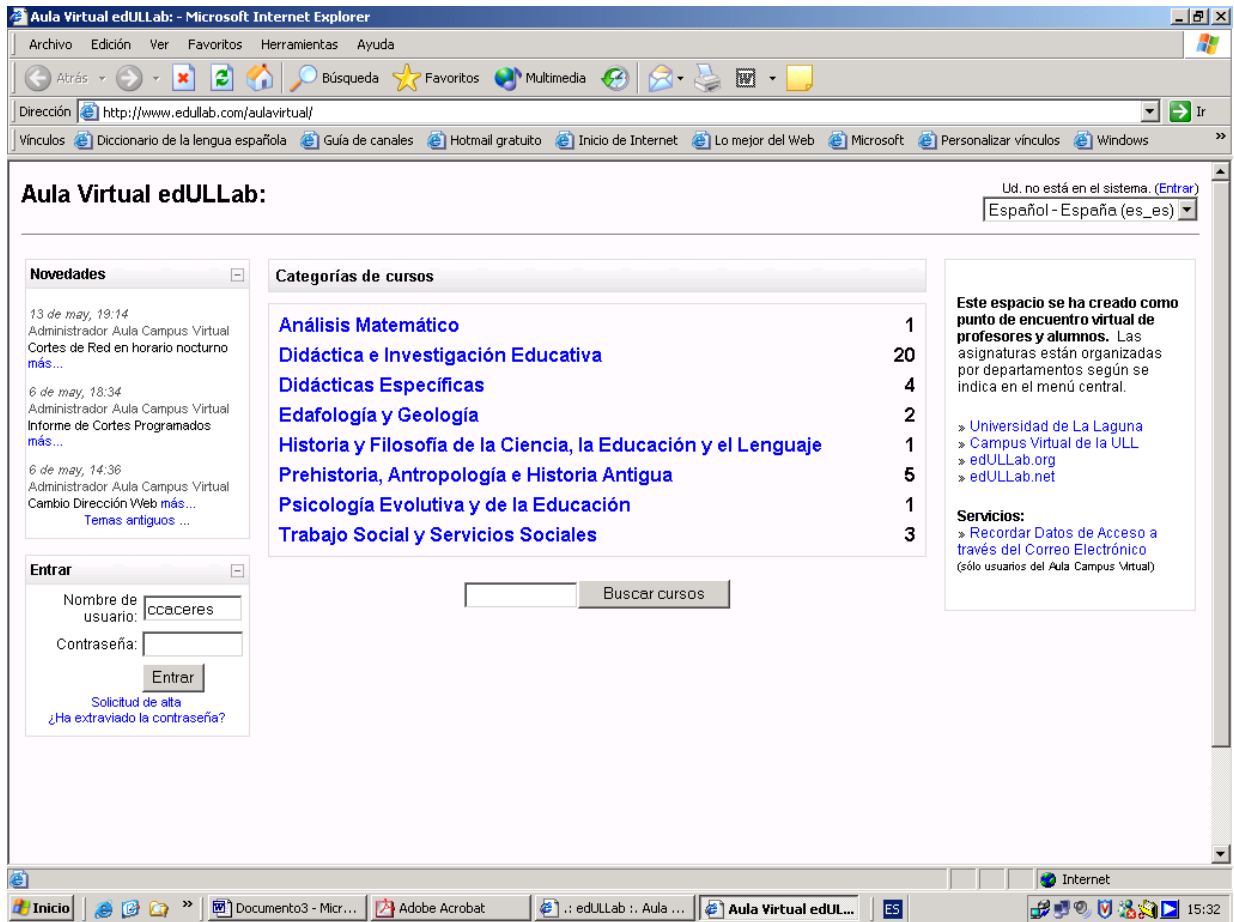 Aula Virtual edULLab: - Microsoft Internet Explorer
Archivo Edición Ver Favoritos Herramientas Ayuda
Atrás Búsqueda Favoritos Multimedia
Dirección http://www.edullab.com/aulavirtual/ Ir
Vínculos Diccionario de la lengua española Guía de canales Hotmail gratuito Inicio de Internet Lo mejor del Web Microsoft Personalizar vínculos Windows »
Aula Virtual edULLab:
Ud. no está en el sistema. (Entrar)
Español - España (es_es)
Novedades
13 de may, 19:14
Administrador Aula Campus Virtual
Cortes de Red en horario nocturno
más...
6 de may, 18:34
Administrador Aula Campus Virtual
Informe de Cortes Programados
más...
6 de may, 14:36
Administrador Aula Campus Virtual
Cambio Dirección Web más...
Temas antiguos ...
Entrar
Nombre de
usuario: ccaceres
Contraseña:
Entrar
Solicitud de alta
¿Ha extraviado la contraseña?
Categorías de cursos
Análisis Matemático 1
Didáctica e Investigación Educativa 20
Didácticas Específicas 4
Edafología y Geología 2
Historia y Filosofía de la Ciencia, la Educación y el Lenguaje 1
Prehistoria, Antropología e Historia Antigua 5
Psicología Evolutiva y de la Educación 1
Trabajo Social y Servicios Sociales 3
Buscar cursos
Este espacio se ha creado como
punto de encuentro virtual de
profesores y alumnos. Las
asignaturas están organizadas
por departamentos según se
indica en el menú central.
» Universidad de La Laguna
» Campus Virtual de la ULL
» edULLab.org
» edULLab.net
Servicios:
» Recordar Datos de Acceso a
través del Correo Electrónico
(sólo usuarios del Aula Campus Virtual)
Internet
Inicio » Documento3 - Micr... Adobe Acrobat .: edULLab :. Aula ... Aula Virtual edUL... ES 15:32